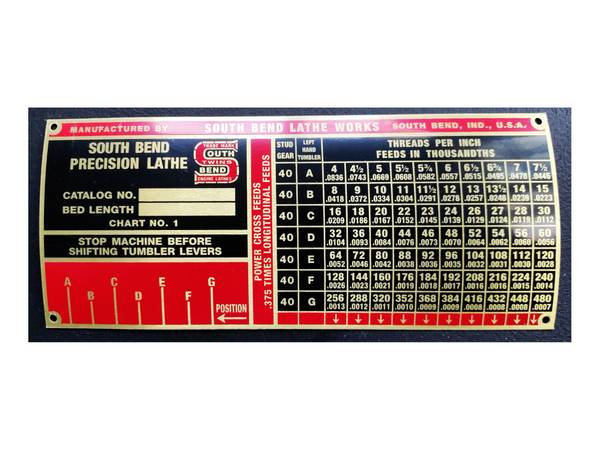 MANUFACTURED BY SOUTH BEND LATHE WORKS SOUTH BEND, IND., U.S.A.
SOUTH BEND
PRECISION LATHE
TRADE MARK
SOUTH
TWINS
BEND
ENGINE LATHES
CATALOG NO.
BED LENGTH
CHART NO. 1
STOP MACHINE BEFORE
SHIFTING TUMBLER LEVERS
A C E G
B D F
POSITION
POWER CROSS FEEDS
.375 TIMES LONGITUDINAL FEEDS
STUD GEAR
LEFT HAND TUMBLER
THREADS PER INCH
FEEDS IN THOUSANDTHS
40 A 4 4½ 5 5½ 5¾ 6 6½ 6¾ 7 7½
.0836 .0743 .0669 .0608 .0582 .0557 .0515 .0495 .0478 .0446
40 B 8 9 10 11 11½ 12 13 13½ 14 15
.0418 .0372 .0334 .0304 .0291 .0278 .0257 .0248 .0239 .0223
40 C 16 18 20 22 23 24 26 27 28 30
.0209 .0186 .0167 .0152 .0145 .0139 .0129 .0124 .0119 .0112
40 D 32 36 40 44 46 48 52 54 56 60
.0104 .0093 .0084 .0076 .0073 .0070 .0064 .0062 .0060 .0056
40 E 64 72 80 88 92 96 104 108 112 120
.0052 .0046 .0042 .0038 .0036 .0035 .0032 .0031 .0030 .0028
40 F 128 144 160 176 184 192 208 216 224 240
.0026 .0023 .0021 .0019 .0018 .0017 .0016 .0015 .0015 .0014
40 G 256 288 320 352 368 384 416 432 448 480
.0013 .0012 .0011 .0010 .0009 .0009 .0008 .0008 .0008 .0007